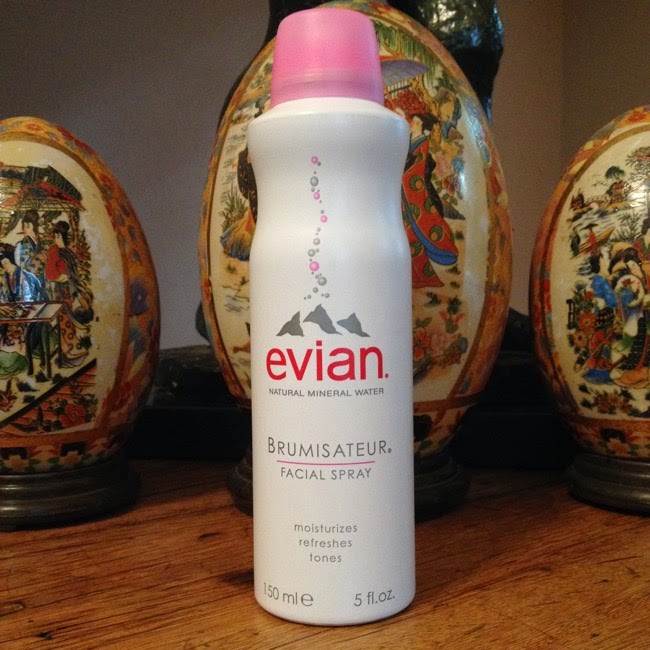 evian.
NATURAL MINERAL WATER
BRUMISATEUR®
FACIAL SPRAY
moisturizes
refreshes
tones
150 ml e 5 fl.oz.